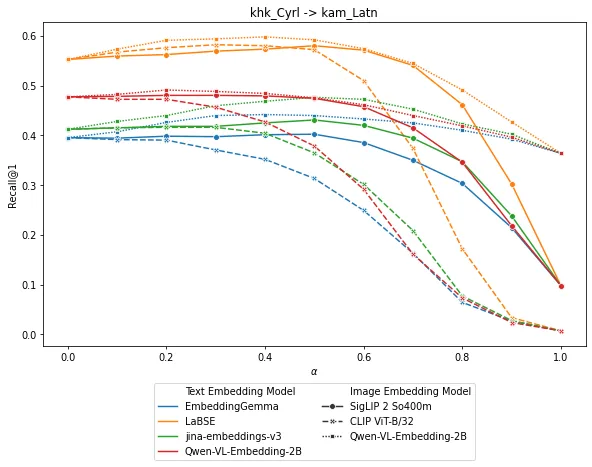 khk_Cyrl -> kam_Latn
0.6
0.5
0.4
0.3
0.2
0.1
0.0
Recall@1
0.0 0.2 0.4 0.6 0.8 1.0
α
Text Embedding Model Image Embedding Model
EmbeddingGemma SigLIP 2 So400m
LaBSE CLIP ViT-B/32
jina-embeddings-v3 Qwen-VL-Embedding-2B
Qwen-VL-Embedding-2B